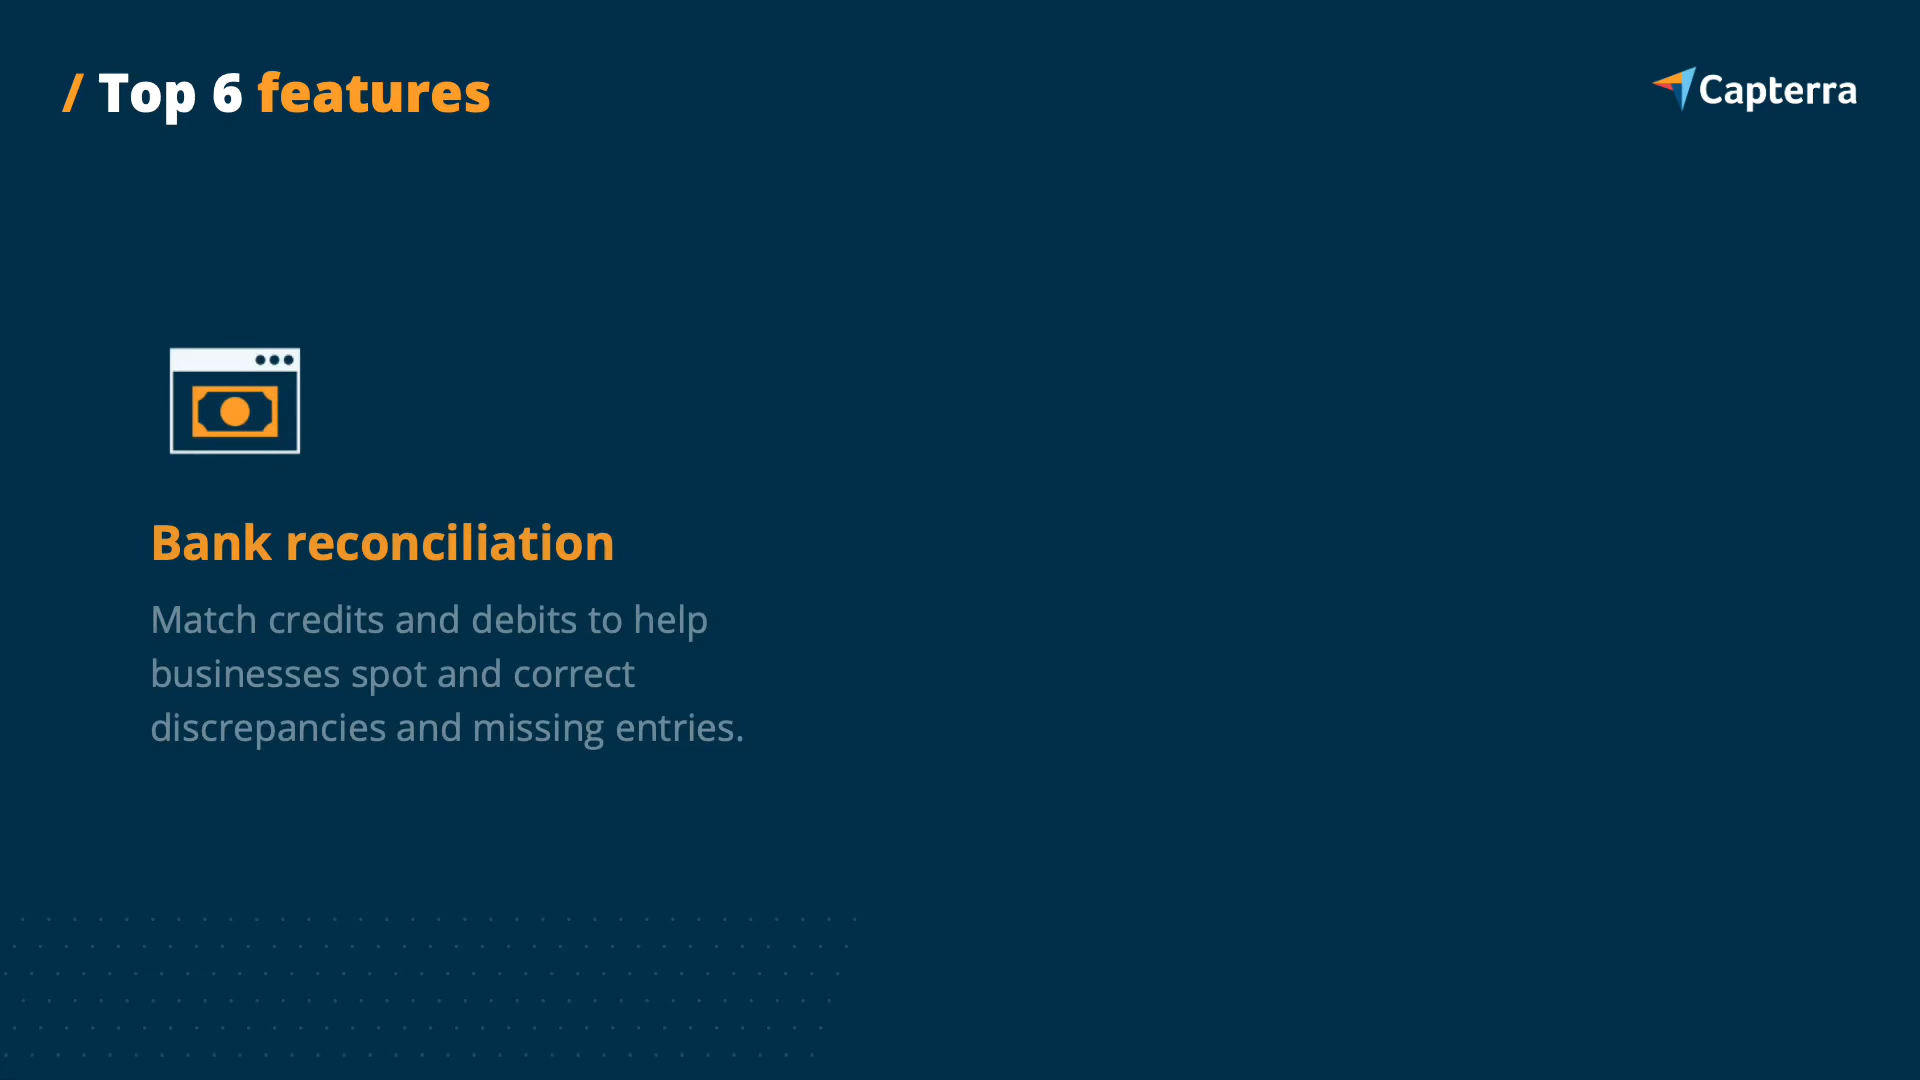 / Top 6 features
Capterra
Bank reconciliation
Match credits and debits to help
businesses spot and correct
discrepancies and missing entries.